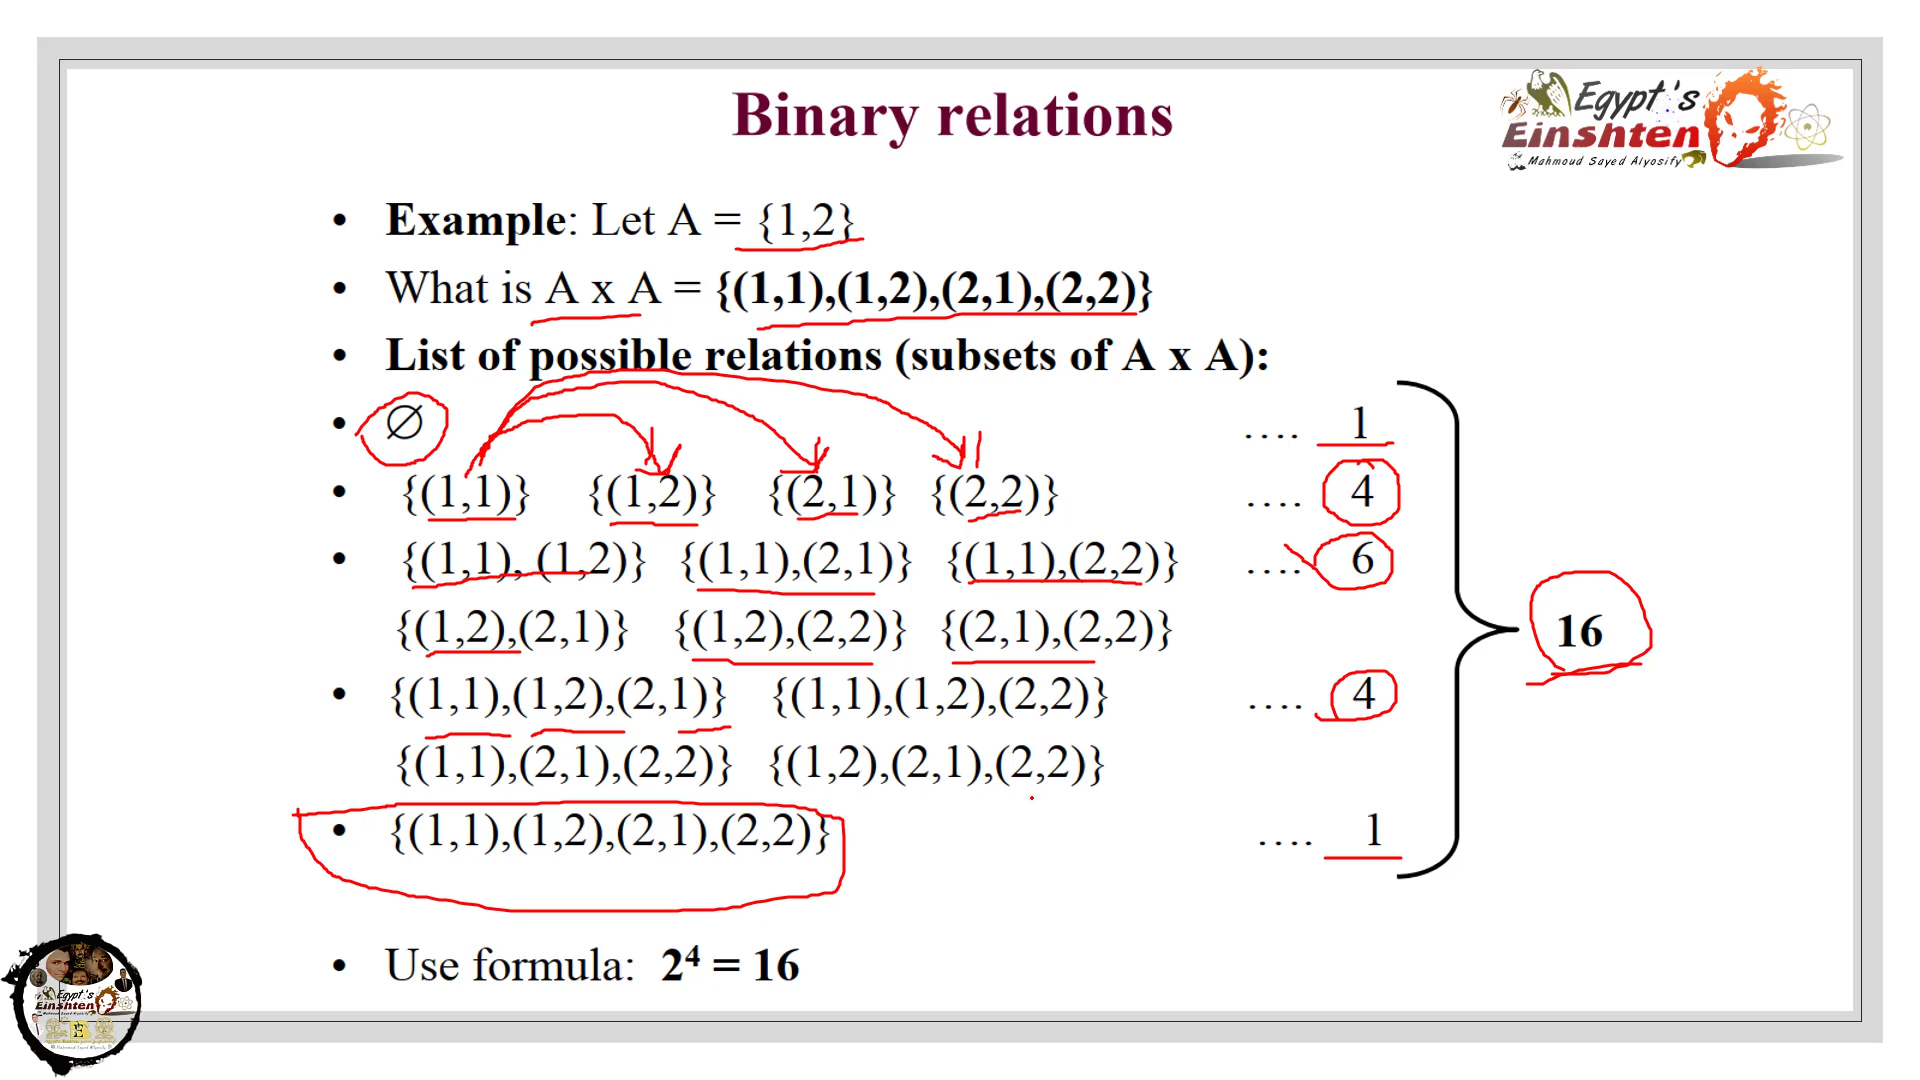 Binary relations
Egypt's
Einshten
Mahmoud Sayed Alyosify
• Example: Let A = {1,2}
• What is A x A = {(1,1),(1,2),(2,1),(2,2)}
• List of possible relations (subsets of A x A):
• ∅ .... 1
• {(1,1)} {(1,2)} {(2,1)} {(2,2)} .... 4
• {(1,1), (1,2)} {(1,1),(2,1)} {(1,1),(2,2)} .... 6
{(1,2),(2,1)} {(1,2),(2,2)} {(2,1),(2,2)}
16
• {(1,1),(1,2),(2,1)} {(1,1),(1,2),(2,2)} .... 4
{(1,1),(2,1),(2,2)} {(1,2),(2,1),(2,2)}
• {(1,1),(1,2),(2,1),(2,2)} .... 1
• Use formula: 2⁴ = 16
Egypt's
Einshten
Mahmoud Sayed Alyosify